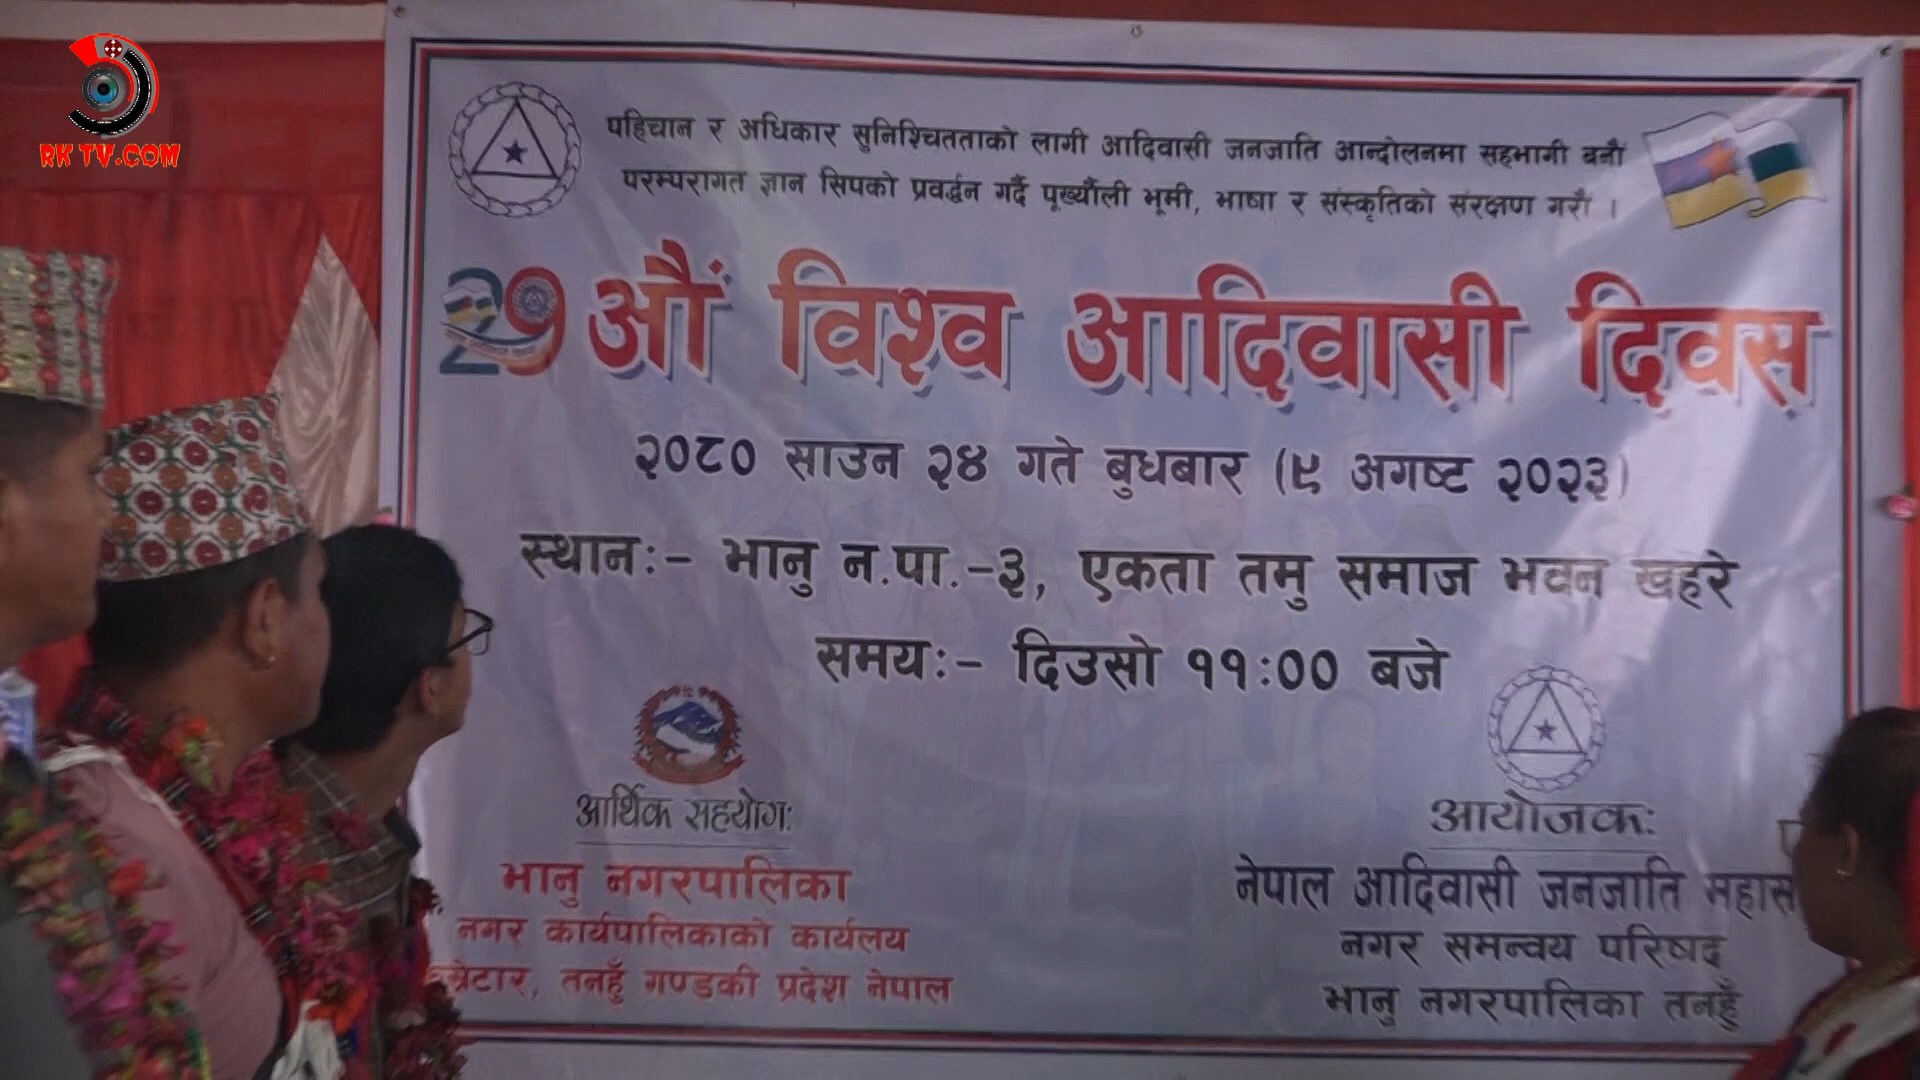 RK TV.COM
पहिचान र अधिकार सुनिश्चितताको लागी आदिवासी जनजाति आन्दोलनमा सहभागी बनौं
परम्परागत ज्ञान सिपको प्रवर्द्धन गर्दै पूर्ख्यौली भूमी, भाषा र संस्कृतिको संरक्षण गरौं ।
29 औं विश्व आदिवासी दिवस
२०८० साउन २४ गते बुधबार (९ अगष्ट २०२३)
स्थानः- भानु न.पा.-३, एकता तमु समाज भवन खहरे
समयः- दिउसो ११:०० बजे
आर्थिक सहयोगः
भानु नगरपालिका
नगर कार्यपालिकाको कार्यलय
तनहुँ गण्डकी प्रदेश नेपाल
आयोजकः
नेपाल आदिवासी जनजाति महास
नगर समन्वय परिषद
भानु नगरपालिका तनहुँ